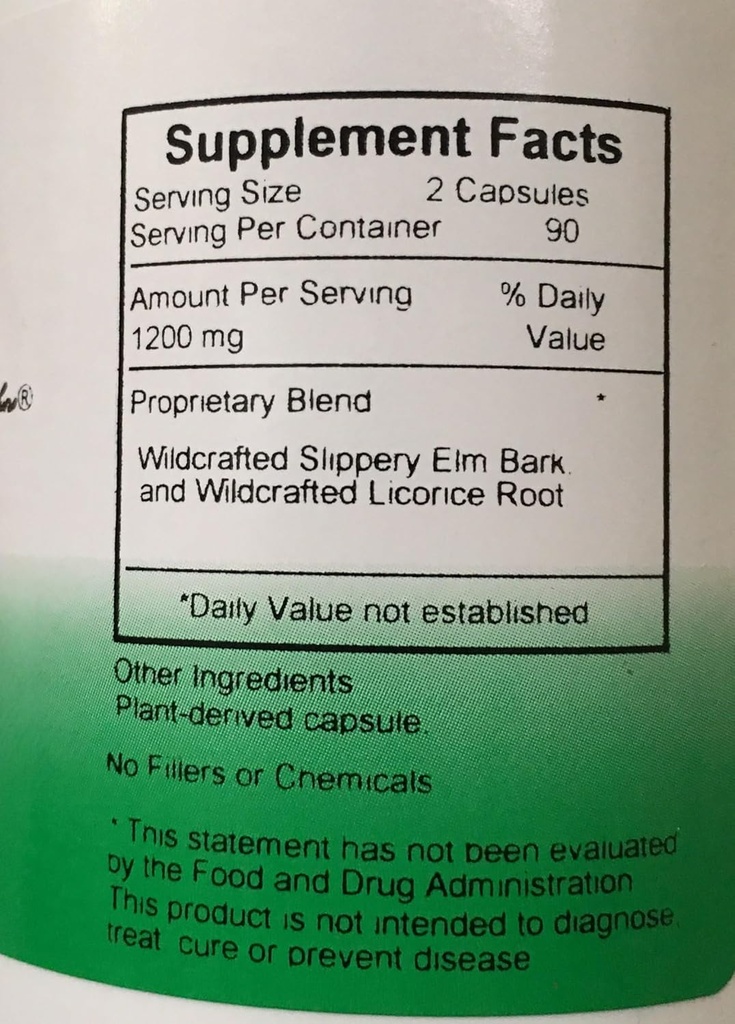 Supplement Facts
Serving Size 2 Capsules
Serving Per Container 90
Amount Per Serving % Daily
1200 mg Value
Proprietary Blend *
Wildcrafted Slippery Elm Bark
and Wildcrafted Licorice Root
*Daily Value not established
Other Ingredients
Plant-derived capsule.
No Fillers or Chemicals
* This statement has not been evaluated
by the Food and Drug Administration
This product is not intended to diagnose,
treat cure or prevent disease